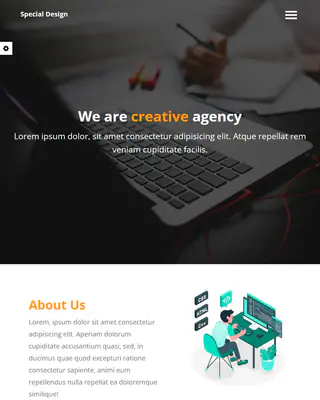 Special Design
We are creative agency
Lorem ipsum dolor, sit amet consectetur adipisicing elit. Atque repellat rem
veniam cupiditate facilis.
About Us
Lorem ipsum dolor sit amet consectetur
adipisicing elit. Aperiam dolorum
cupiditate accusantium quasi, sed, in
ducimus quae excepturi ratione
consectetur sapiente, animi eum
repellendus nulla repellat ea doloremque
similique!
CSS
</>
HTML
C++